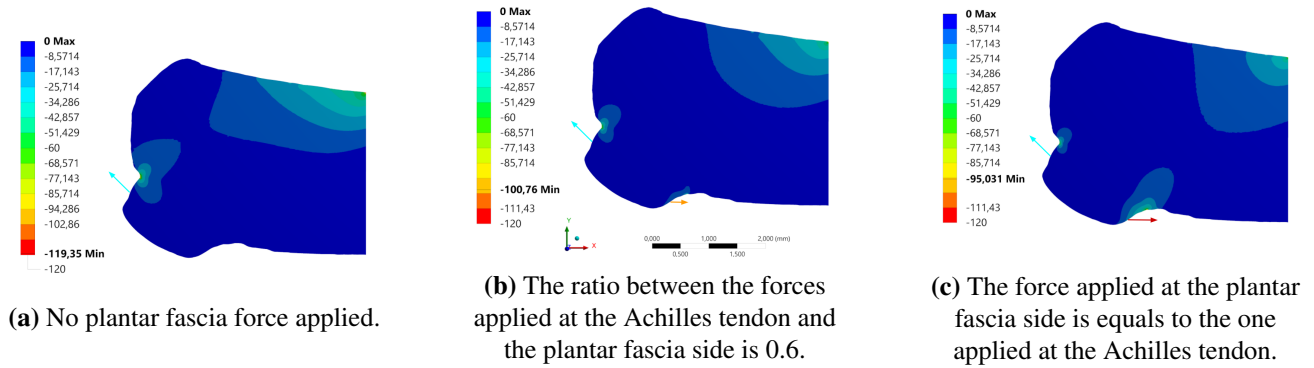 0 Max
-8,5714
-17,143
-25,714
-34,286
-42,857
-51,429
-60
-68,571
-77,143
-85,714
-94,286
-102,86
-119,35 Min
-120
(a) No plantar fascia force applied.
0 Max
-8,5714
-17,143
-25,714
-34,286
-42,857
-51,429
-60
-68,571
-77,143
-85,714
-100,76 Min
-111,43
-120
Y
X
0,000 1,000 2,000 (mm)
0,500 1,500
(b) The ratio between the forces
applied at the Achilles tendon and
the plantar fascia side is 0.6.
0 Max
-8,5714
-17,143
-25,714
-34,286
-42,857
-51,429
-60
-68,571
-77,143
-85,714
-95,031 Min
-111,43
-120
(c) The force applied at the plantar
fascia side is equals to the one
applied at the Achilles tendon.